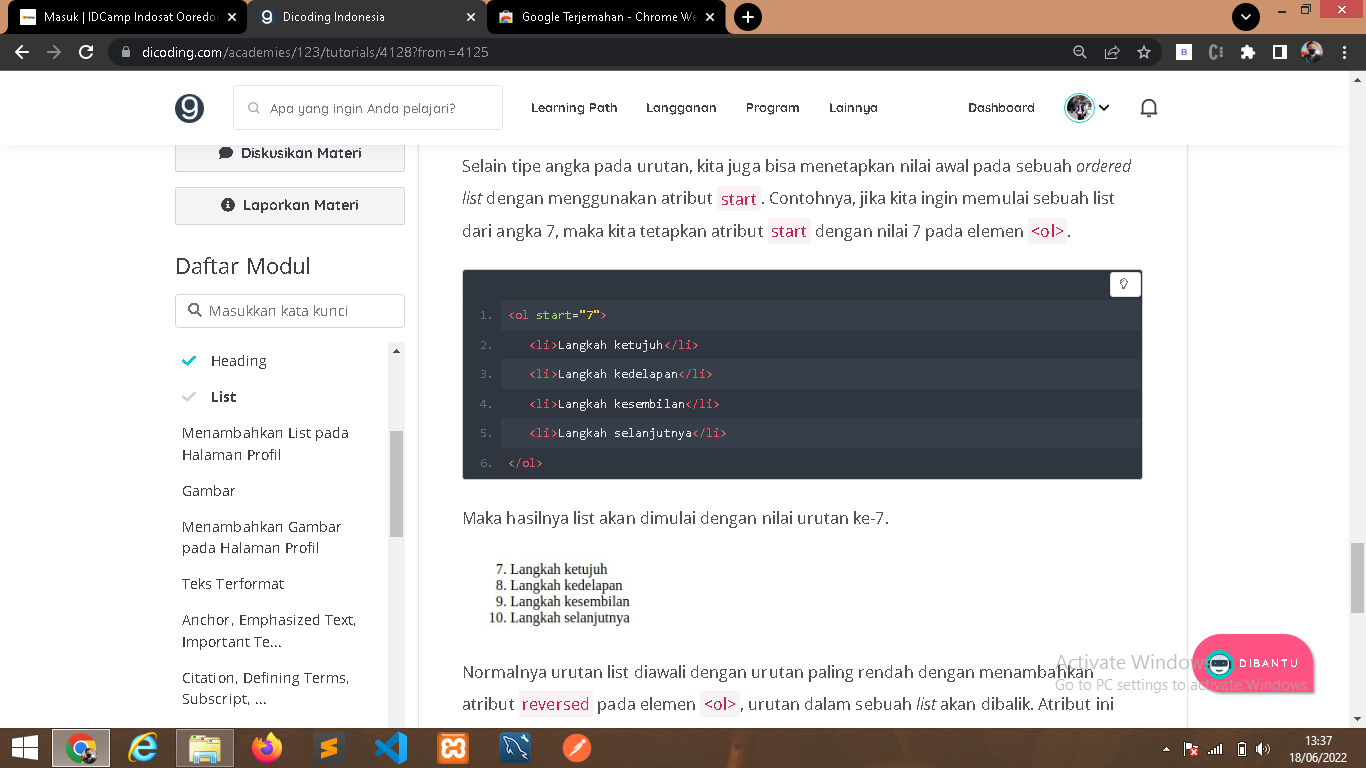 Masuk | IDCamp Indosat Ooredo
Dicoding Indonesia
Google Terjemahan - Chrome We
dicoding.com/academies/123/tutorials/4128?from=4125
Apa yang ingin Anda pelajari?
Learning Path
Langganan
Program
Lainnya
Dashboard
Diskusikan Materi
Laporkan Materi
Daftar Modul
Masukkan kata kunci
Heading
List
Menambahkan List pada
Halaman Profil
Gambar
Menambahkan Gambar
pada Halaman Profil
Teks Terformat
Anchor, Emphasized Text,
Important Te...
Citation, Defining Terms,
Subscript, ...
Selain tipe angka pada urutan, kita juga bisa menetapkan nilai awal pada sebuah ordered
list dengan menggunakan atribut start. Contohnya, jika kita ingin memulai sebuah list
dari angka 7, maka kita tetapkan atribut start dengan nilai 7 pada elemen <ol>.
1. <ol start="7">
2. <li>Langkah ketujuh</li>
3. <li>Langkah kedelapan</li>
4. <li>Langkah kesembilan</li>
5. <li>Langkah selanjutnya</li>
6. </ol>
Maka hasilnya list akan dimulai dengan nilai urutan ke-7.
7. Langkah ketujuh
8. Langkah kedelapan
9. Langkah kesembilan
10. Langkah selanjutnya
Normalnya urutan list diawali dengan urutan paling rendah dengan menambahkan
atribut reversed pada elemen <ol>, urutan dalam sebuah list akan dibalik. Atribut ini
Activate Windows
Go to PC settings to activate Windows.
DIBANTU
13:37
18/06/2022